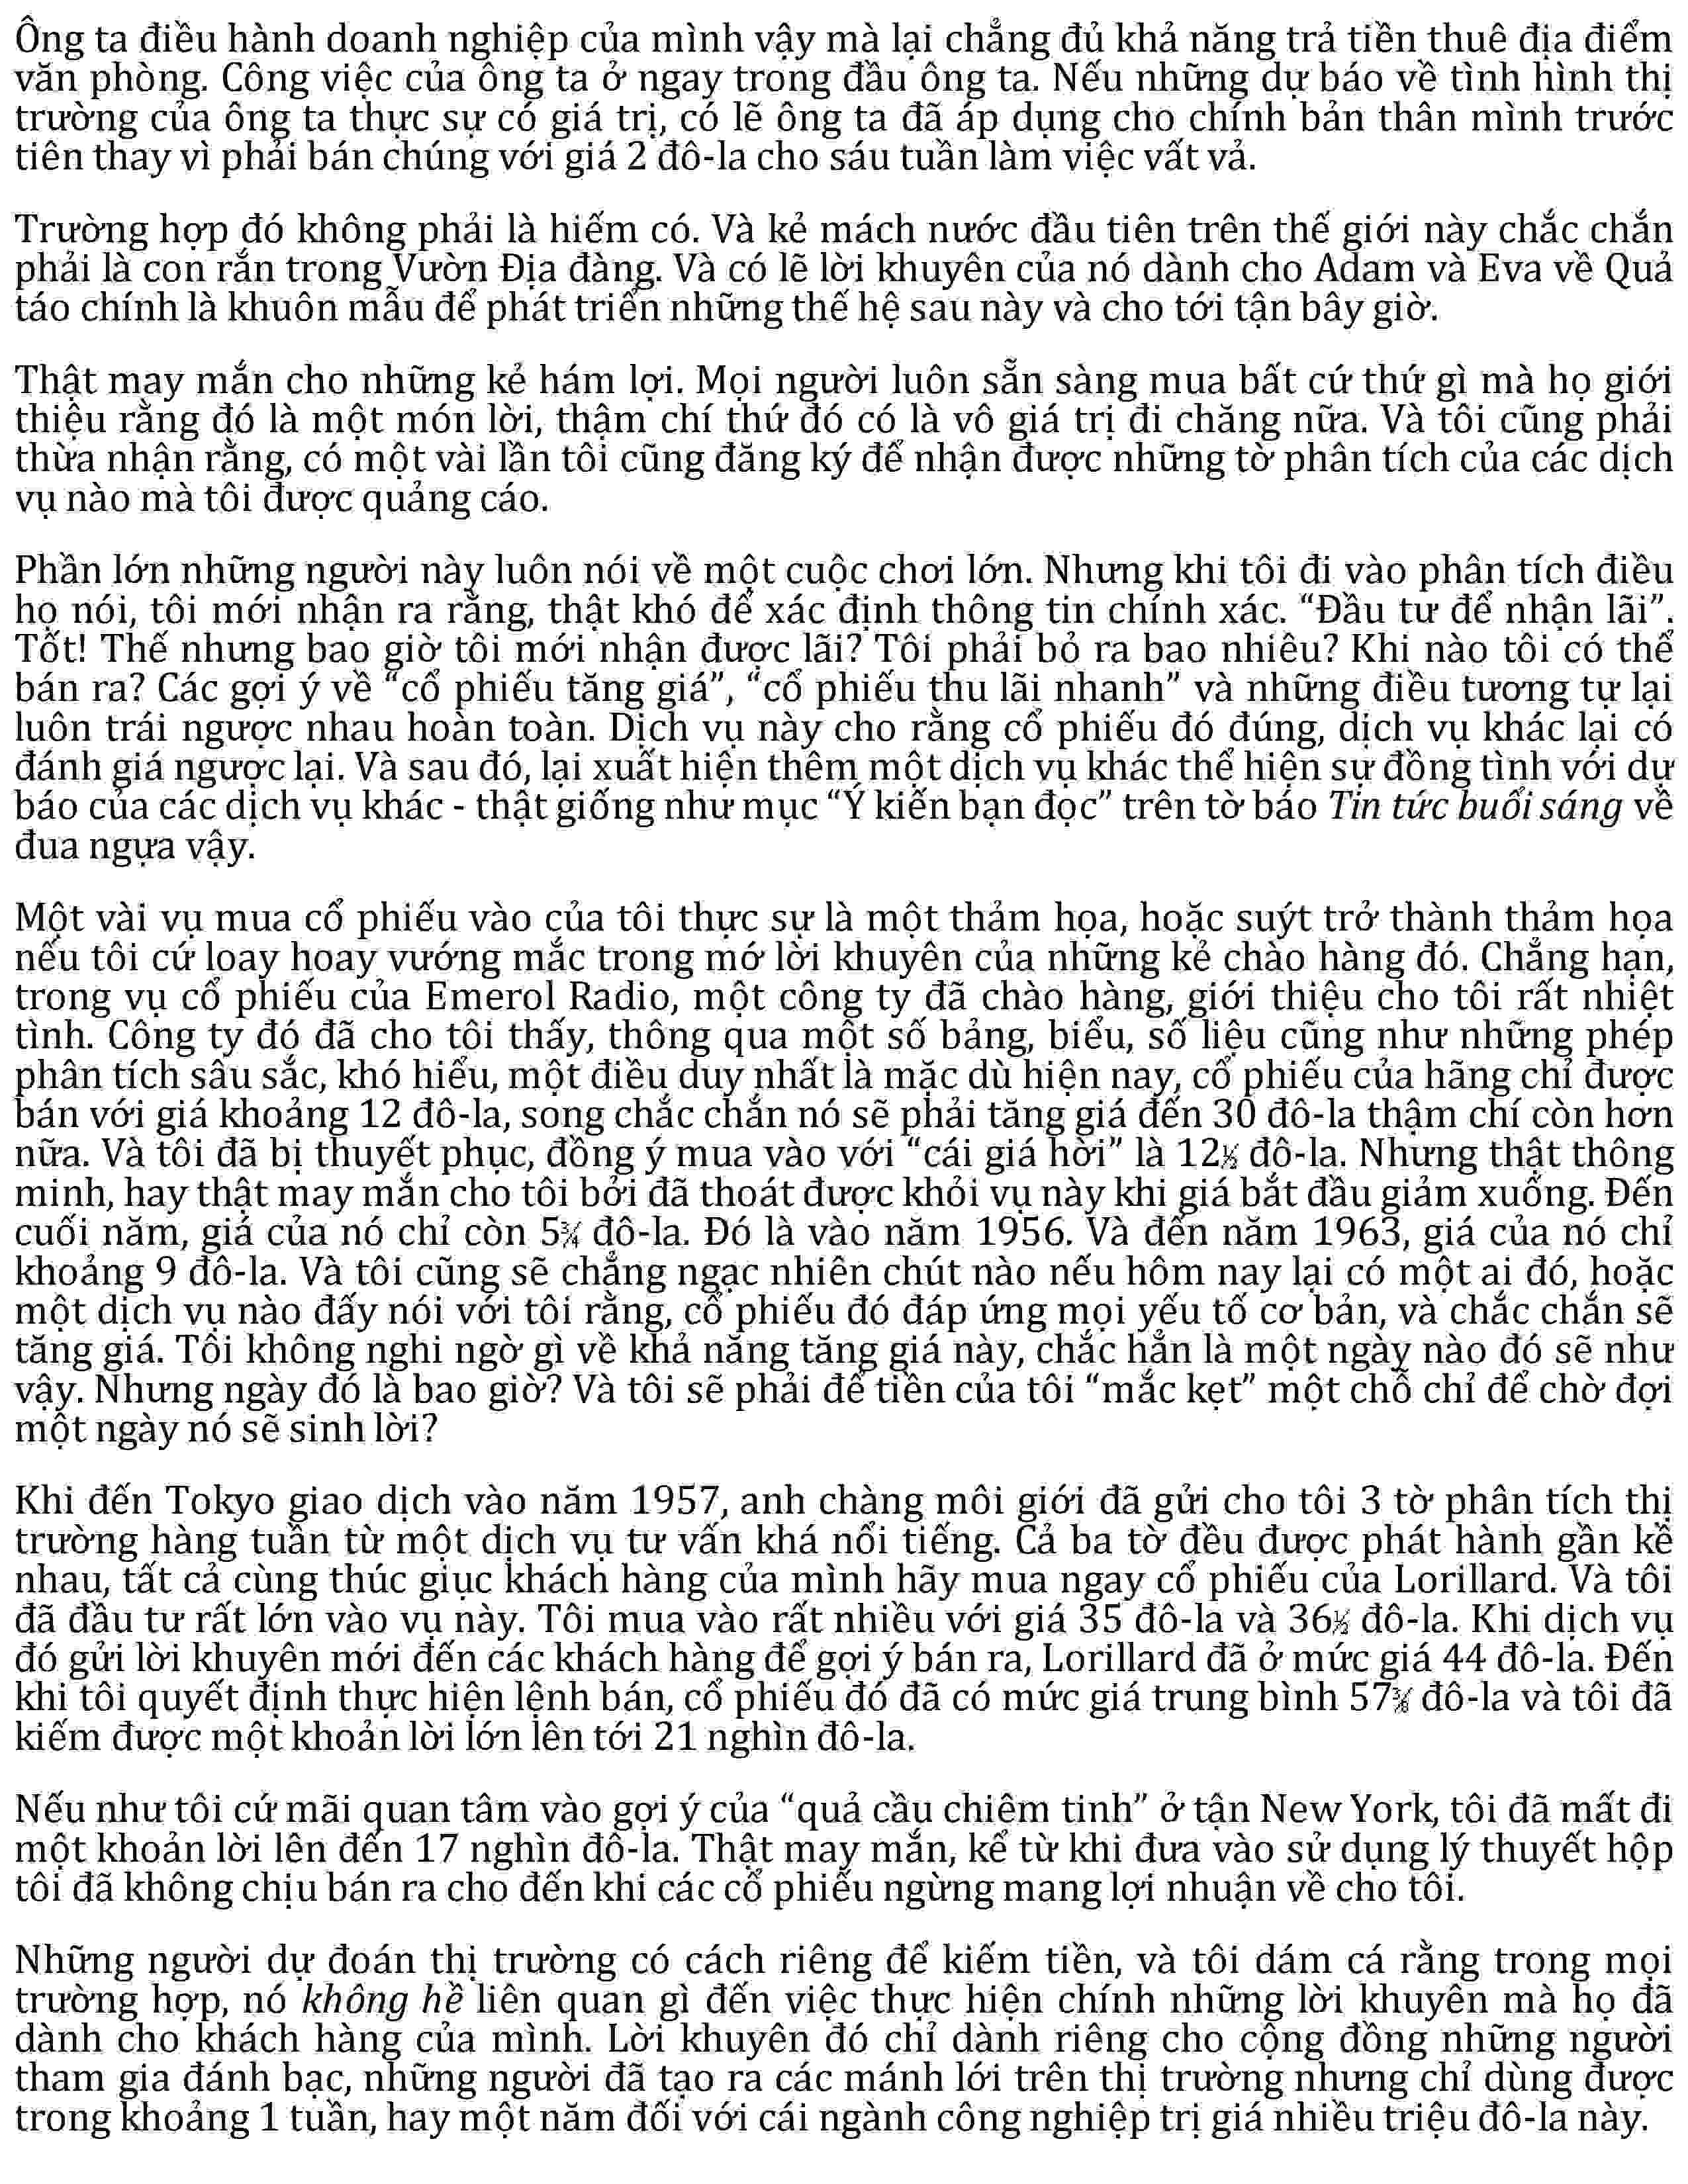 Ông ta điều hành doanh nghiệp của mình vậy mà lại chẳng đủ khả năng trả tiền thuê địa điểm
văn phòng. Công việc của ông ta ở ngay trong đầu ông ta. Nếu những dự báo về tình hình thị
trường của ông ta thực sự có giá trị, có lẽ ông ta đã áp dụng cho chính bản thân mình trước
tiên thay vì phải bán chúng với giá 2 đô-la cho sáu tuần làm việc vất vả.
Trường hợp đó không phải là hiếm có. Và kẻ mách nước đầu tiên trên thế giới này chắc chắn
phải là con rắn trong Vườn Địa đàng. Và có lẽ lời khuyên của nó dành cho Adam và Eva về Quả
táo chính là khuôn mẫu để phát triển những thế hệ sau này và cho tới tận bây giờ.
Thật may mắn cho những kẻ hám lợi. Mọi người luôn sẵn sàng mua bất cứ thứ gì mà họ giới
thiệu rằng đó là một món lời, thậm chí thứ đó có là vô giá trị đi chăng nữa. Và tôi cũng phải
thừa nhận rằng, có một vài lần tôi cũng đăng ký để nhận được những tờ phân tích của các dịch
vụ nào mà tôi được quảng cáo.
Phần lớn những người này luôn nói về một cuộc chơi lớn. Nhưng khi tôi đi vào phân tích điều
họ nói, tôi mới nhận ra rằng, thật khó để xác định thông tin chính xác. “Đầu tư để nhận lãi”.
Tốt! Thế nhưng bao giờ tôi mới nhận được lãi? Tôi phải bỏ ra bao nhiêu? Khi nào tôi có thể
bán ra? Các gợi ý về “cổ phiếu tăng giá”, “cổ phiếu thu lãi nhanh” và những điều tương tự lại
luôn trái ngược nhau hoàn toàn. Dịch vụ này cho rằng cổ phiếu đó đúng, dịch vụ khác lại có
đánh giá ngược lại. Và sau đó, lại xuất hiện thêm một dịch vụ khác thể hiện sự đồng tình với dự
báo của các dịch vụ khác - thật giống như mục “Ý kiến bạn đọc” trên tờ báo Tin tức buổi sáng về
đua ngựa vậy.
Một vài vụ mua cổ phiếu vào của tôi thực sự là một thảm họa, hoặc suýt trở thành thảm họa
nếu tôi cứ loay hoay vướng mắc trong mớ lời khuyên của những kẻ chào hàng đó. Chẳng hạn,
trong vụ cổ phiếu của Emerol Radio, một công ty đã chào hàng, giới thiệu cho tôi rất nhiệt
tình. Công ty đó đã cho tôi thấy, thông qua một số bảng, biểu, số liệu cũng như những phép
phân tích sâu sắc, khó hiểu, một điều duy nhất là mặc dù hiện nay, cổ phiếu của hãng chỉ được
bán với giá khoảng 12 đô-la, song chắc chắn nó sẽ phải tăng giá đến 30 đô-la thậm chí còn hơn
nữa. Và tôi đã bị thuyết phục, đồng ý mua vào với “cái giá hời” là 12½ đô-la. Nhưng thật thông
minh, hay thật may mắn cho tôi bởi đã thoát được khỏi vụ này khi giá bắt đầu giảm xuống. Đến
cuối năm, giá của nó chỉ còn 5¾ đô-la. Đó là vào năm 1956. Và đến năm 1963, giá của nó chỉ
khoảng 9 đô-la. Và tôi cũng sẽ chẳng ngạc nhiên chút nào nếu hôm nay lại có một ai đó, hoặc
một dịch vụ nào đấy nói với tôi rằng, cổ phiếu đó đáp ứng mọi yếu tố cơ bản, và chắc chắn sẽ
tăng giá. Tôi không nghi ngờ gì về khả năng tăng giá này, chắc hẳn là một ngày nào đó sẽ như
vậy. Nhưng ngày đó là bao giờ? Và tôi sẽ phải để tiền của tôi “mắc kẹt” một chỗ chỉ để chờ đợi
một ngày nó sẽ sinh lời?
Khi đến Tokyo giao dịch vào năm 1957, anh chàng môi giới đã gửi cho tôi 3 tờ phân tích thị
trường hàng tuần từ một dịch vụ tư vấn khá nổi tiếng. Cả ba tờ đều được phát hành gần kề
nhau, tất cả cùng thúc giục khách hàng của mình hãy mua ngay cổ phiếu của Lorillard. Và tôi
đã đầu tư rất lớn vào vụ này. Tôi mua vào rất nhiều với giá 35 đô-la và 36½ đô-la. Khi dịch vụ
đó gửi lời khuyên mới đến các khách hàng để gợi ý bán ra, Lorillard đã ở mức giá 44 đô-la. Đến
khi tôi quyết định thực hiện lệnh bán, cổ phiếu đó đã có mức giá trung bình 57⅜ đô-la và tôi đã
kiếm được một khoản lời lớn lên tới 21 nghìn đô-la.
Nếu như tôi cứ mãi quan tâm vào gợi ý của “quả cầu chiêm tinh” ở tận New York, tôi đã mất đi
một khoản lời lên đến 17 nghìn đô-la. Thật may mắn, kể từ khi đưa vào sử dụng lý thuyết hộp
tôi đã không chịu bán ra cho đến khi các cổ phiếu ngừng mang lợi nhuận về cho tôi.
Những người dự đoán thị trường có cách riêng để kiếm tiền, và tôi dám cá rằng trong mọi
trường hợp, nó không hề liên quan gì đến việc thực hiện chính những lời khuyên mà họ đã
dành cho khách hàng của mình. Lời khuyên đó chỉ dành riêng cho cộng đồng những người
tham gia đánh bạc, những người đã tạo ra các mánh lới trên thị trường nhưng chỉ dùng được
trong khoảng 1 tuần, hay một năm đối với cái ngành công nghiệp trị giá nhiều triệu đô-la này.